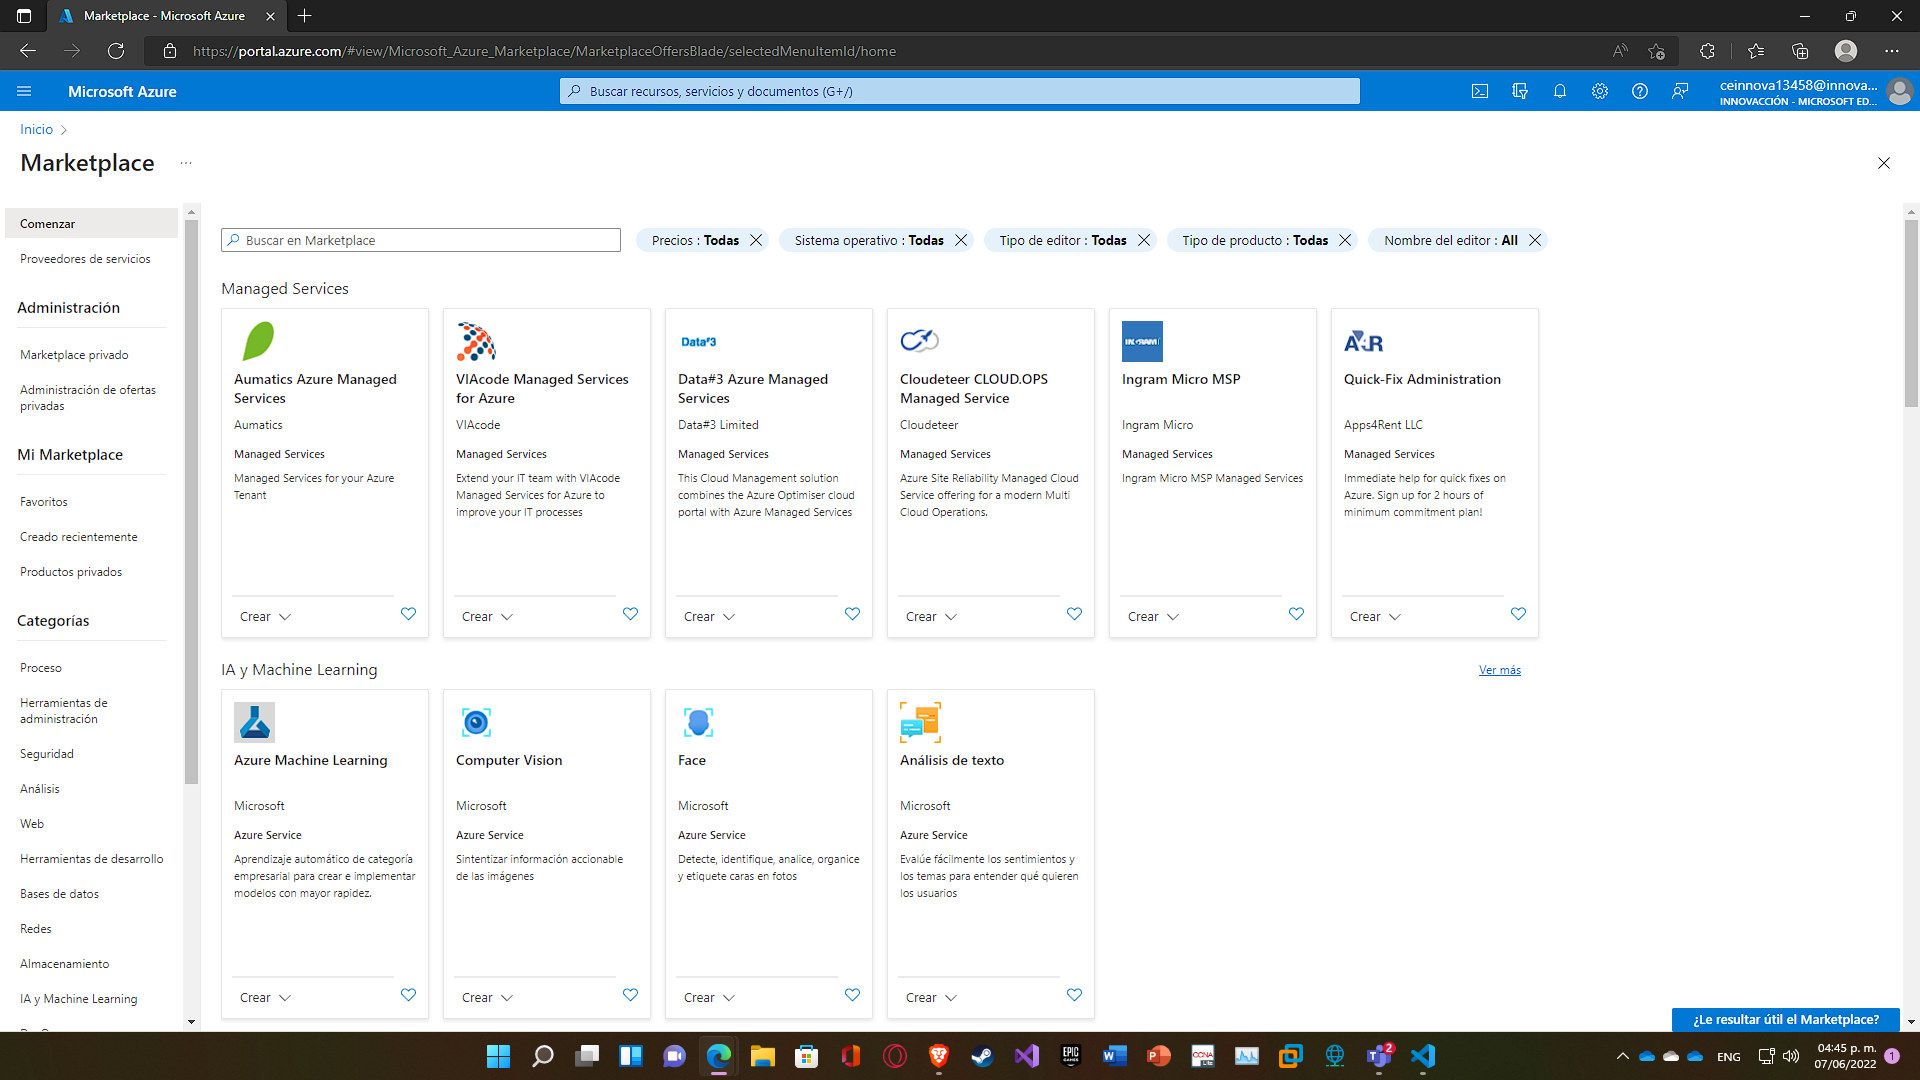 Marketplace - Microsoft Azure
https://portal.azure.com/#view/Microsoft_Azure_Marketplace/MarketplaceOffersBlade/selectedMenuItemId/home
Microsoft Azure
Buscar recursos, servicios y documentos (G+/)
ceinnova13458@innova...
INNOVACCIÓN - MICROSOFT ED...
Inicio
Marketplace
...
Comenzar
Proveedores de servicios
Administración
Marketplace privado
Administración de ofertas
privadas
Mi Marketplace
Favoritos
Creado recientemente
Productos privados
Categorías
Proceso
Herramientas de
administración
Seguridad
Análisis
Web
Herramientas de desarrollo
Bases de datos
Redes
Almacenamiento
IA y Machine Learning
Buscar en Marketplace
Precios : Todas
Sistema operativo : Todas
Tipo de editor : Todas
Tipo de producto : Todas
Nombre del editor : All
Managed Services
Aumatics Azure Managed
Services
Aumatics
Managed Services
Managed Services for your Azure
Tenant
Crear
VIAcode Managed Services
for Azure
VIAcode
Managed Services
Extend your IT team with VIAcode
Managed Services for Azure to
improve your IT processes
Crear
Data#3
Data#3 Azure Managed
Services
Data#3 Limited
Managed Services
This Cloud Management solution
combines the Azure Optimiser cloud
portal with Azure Managed Services
Crear
Cloudeteer CLOUD.OPS
Managed Service
Cloudeteer
Managed Services
Azure Site Reliability Managed Cloud
Service offering for a modern Multi
Cloud Operations.
Crear
INGRAM
Ingram Micro MSP
Ingram Micro
Managed Services
Ingram Micro MSP Managed Services
Crear
A4R
Quick-Fix Administration
Apps4Rent LLC
Managed Services
Immediate help for quick fixes on
Azure. Sign up for 2 hours of
minimum commitment plan!
Crear
IA y Machine Learning
Ver más
Azure Machine Learning
Microsoft
Azure Service
Aprendizaje automático de categoría
empresarial para crear e implementar
modelos con mayor rapidez.
Crear
Computer Vision
Microsoft
Azure Service
Sintentizar información accionable
de las imágenes
Crear
Face
Microsoft
Azure Service
Detecte, identifique, analice, organice
y etiquete caras en fotos
Crear
Análisis de texto
Microsoft
Azure Service
Evalúe fácilmente los sentimientos y
los temas para entender qué quieren
los usuarios
Crear
¿Le resultar útil el Marketplace?
EPIC
GAMES
CCNA
2
ENG
04:45 p. m.
07/06/2022
1